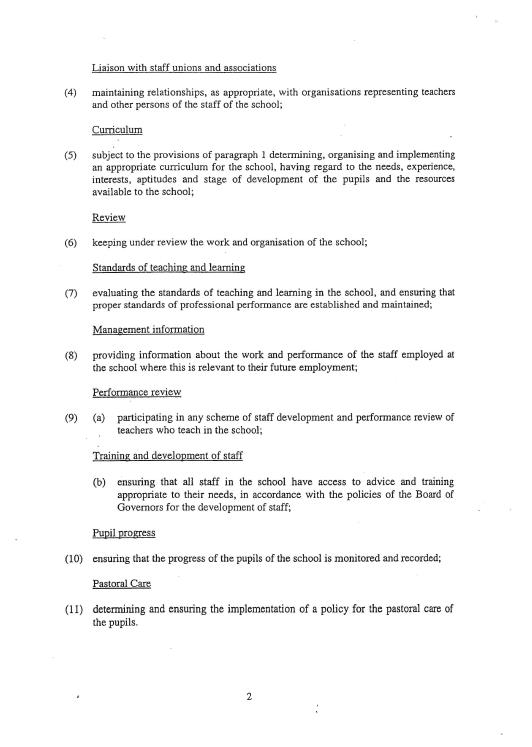 Liaison with staff unions and associations
(4) maintaining relationships, as appropriate, with organisations representing teachers
and other persons of the staff of the school;
Curriculum
(5) subject to the provisions of paragraph 1 determining, organising and implementing
an appropriate curriculum for the school, having regard to the needs, experience,
interests, aptitudes and stage of development of the pupils and the resources
available to the school;
Review
(6) keeping under review the work and organisation of the school;
Standards of teaching and learning
(7) evaluating the standards of teaching and learning in the school, and ensuring that
proper standards of professional performance are established and maintained;
Management information
(8) providing information about the work and performance of the staff employed at
the school where this is relevant to their future employment;
Performance review
(9) (a) participating in any scheme of staff development and performance review of
teachers who teach in the school;
Training and development of staff
(b) ensuring that all staff in the school have access to advice and training
appropriate to their needs, in accordance with the policies of the Board of
Governors for the development of staff;
Pupil progress
(10) ensuring that the progress of the pupils of the school is monitored and recorded;
Pastoral Care
(11) determining and ensuring the implementation of a policy for the pastoral care of
the pupils.
2